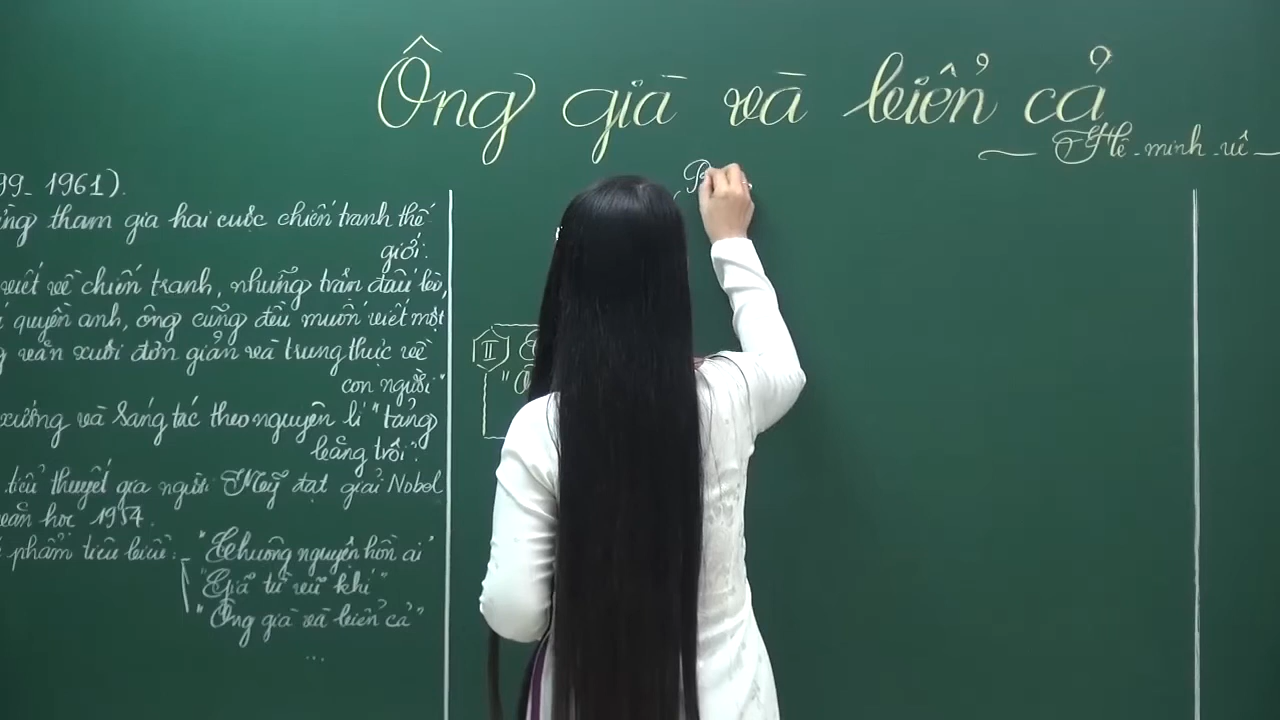 Ông già và biển cả
Hê-minh-uê
99- 1961).
ừng tham gia hai cuộc chiến tranh thế
giới.
viết về chiến tranh, những trận đấu bò,
quyền anh, ông cũng đều muốn viết một
văn xuôi đơn giản và trung thực về
con người"
xướng và sáng tác theo nguyên lí "tảng
băng trôi".
tiểu thuyết gia người Mỹ đạt giải Nobel
văn học 1954.
phẩm tiêu biểu: - "Chuông nguyện hồn ai"
"Giã từ vũ khí"
"Ông già và biển cả"
...
II